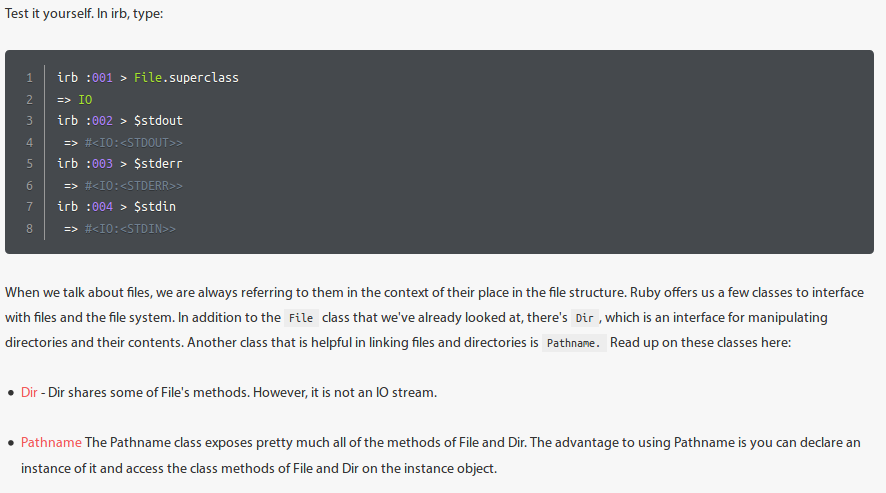 Test it yourself. In irb, type:
1 irb :001 > File.superclass
2 => IO
3 irb :002 > $stdout
4 => #<IO:<STDOUT>>
5 irb :003 > $stderr
6 => #<IO:<STDERR>>
7 irb :004 > $stdin
8 => #<IO:<STDIN>>
When we talk about files, we are always referring to them in the context of their place in the file structure. Ruby offers us a few classes to interface
with files and the file system. In addition to the File class that we've already looked at, there's Dir , which is an interface for manipulating
directories and their contents. Another class that is helpful in linking files and directories is Pathname. Read up on these classes here:
• Dir - Dir shares some of File's methods. However, it is not an IO stream.
• Pathname The Pathname class exposes pretty much all of the methods of File and Dir. The advantage to using Pathname is you can declare an
instance of it and access the class methods of File and Dir on the instance object.